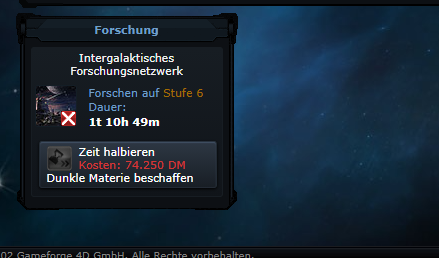 Forschung
Intergalaktisches
Forschungsnetzwerk
Forschen auf Stufe 6
Dauer:
1t 10h 49m
Zeit halbieren
Kosten: 74.250 DM
Dunkle Materie beschaffen
02 Gameforge 4D GmbH. Alle Rechte vorbehalten.